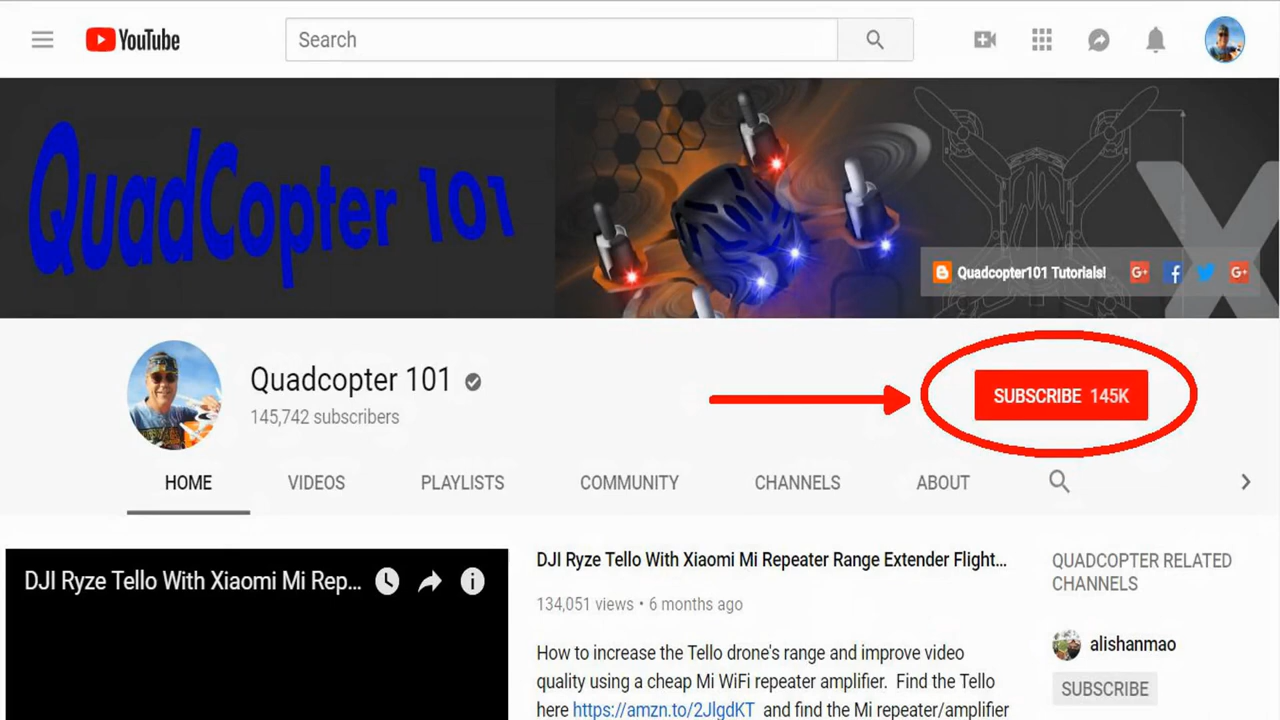 YouTube
Search
QuadCopter 101
X
Quadcopter101 Tutorials!
G+ f G+
Quadcopter 101
145,742 subscribers
SUBSCRIBE 145K
HOME VIDEOS PLAYLISTS COMMUNITY CHANNELS ABOUT
DJI Ryze Tello With Xiaomi Mi Rep...
DJI Ryze Tello With Xiaomi Mi Repeater Range Extender Flight...
134,051 views • 6 months ago
How to increase the Tello drone's range and improve video
quality using a cheap Mi WiFi repeater amplifier. Find the Tello
here https://amzn.to/2JlgdKT and find the Mi repeater/amplifier
QUADCOPTER RELATED
CHANNELS
alishanmao
SUBSCRIBE